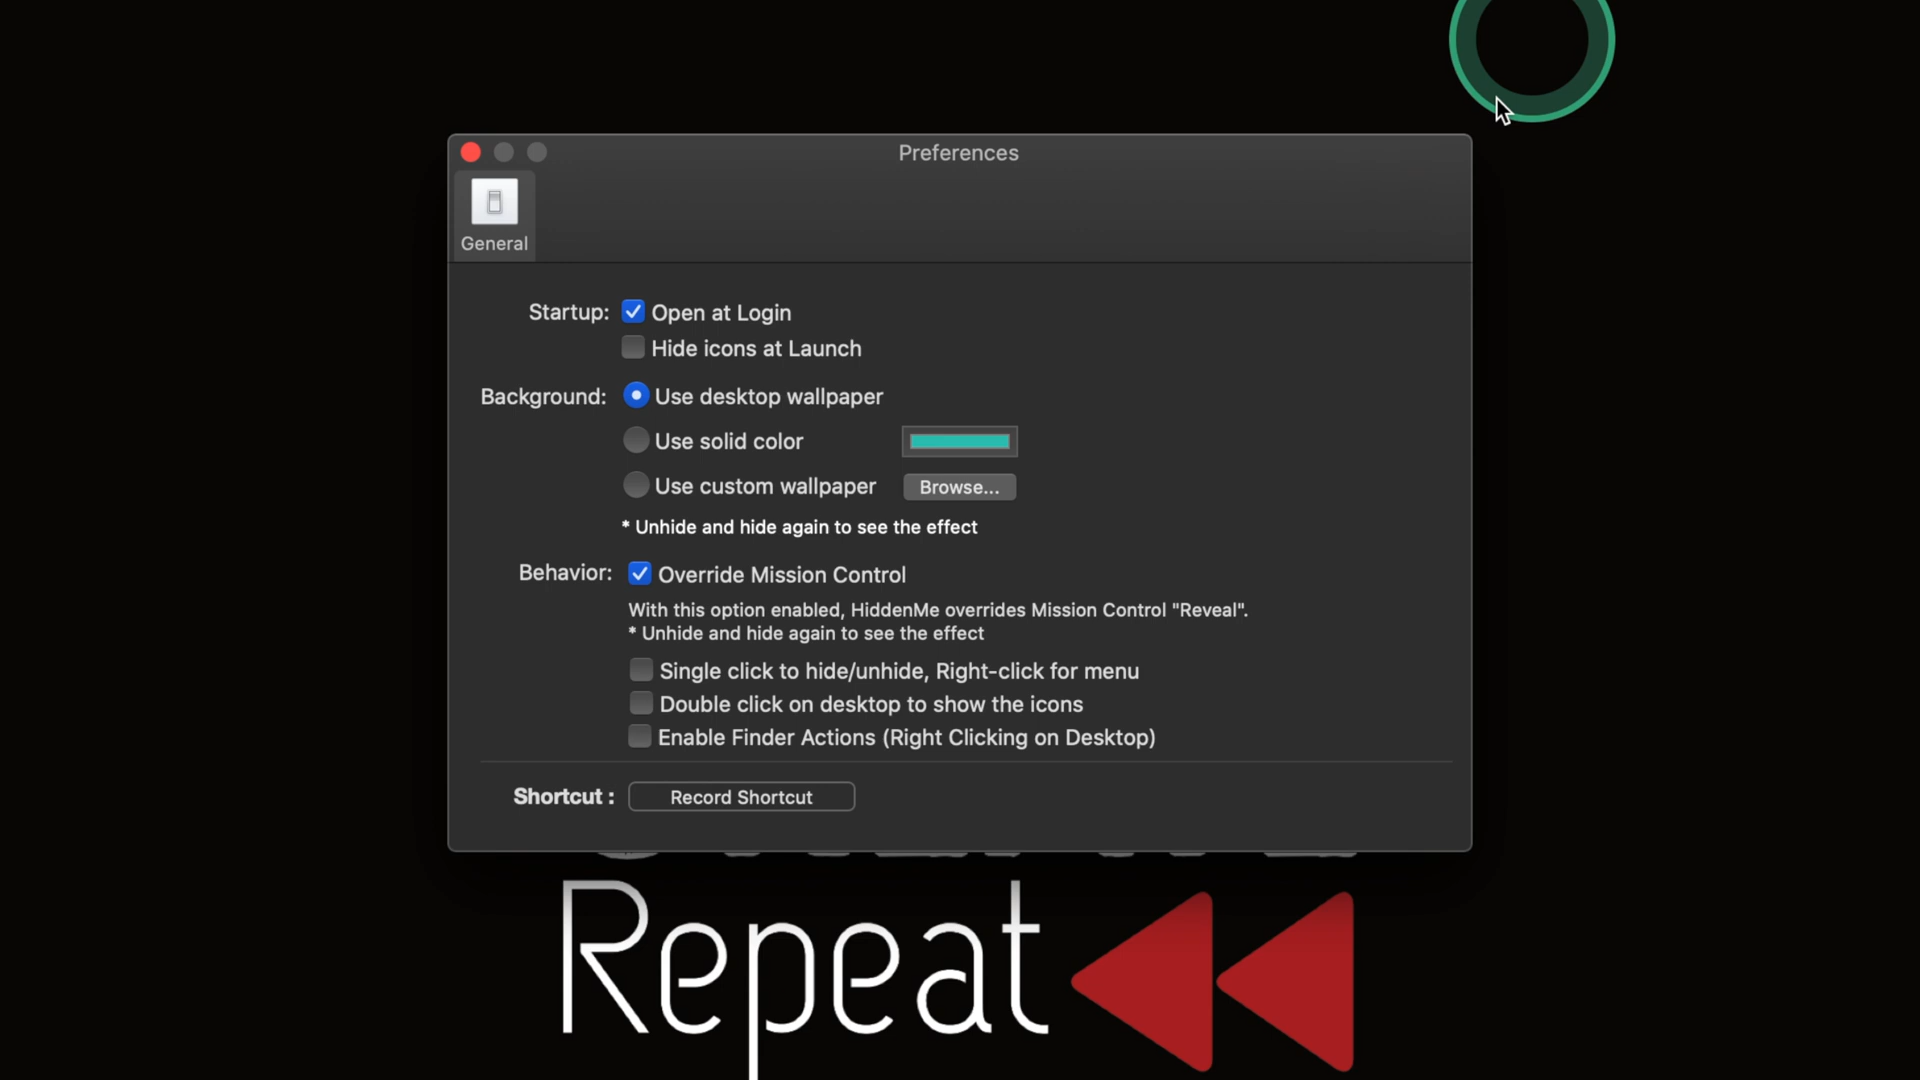 Preferences
General
Startup: Open at Login
Hide icons at Launch
Background: Use desktop wallpaper
Use solid color
Use custom wallpaper Browse...
* Unhide and hide again to see the effect
Behavior: Override Mission Control
With this option enabled, HiddenMe overrides Mission Control "Reveal".
* Unhide and hide again to see the effect
Single click to hide/unhide, Right-click for menu
Double click on desktop to show the icons
Enable Finder Actions (Right Clicking on Desktop)
Shortcut : Record Shortcut
Repeat